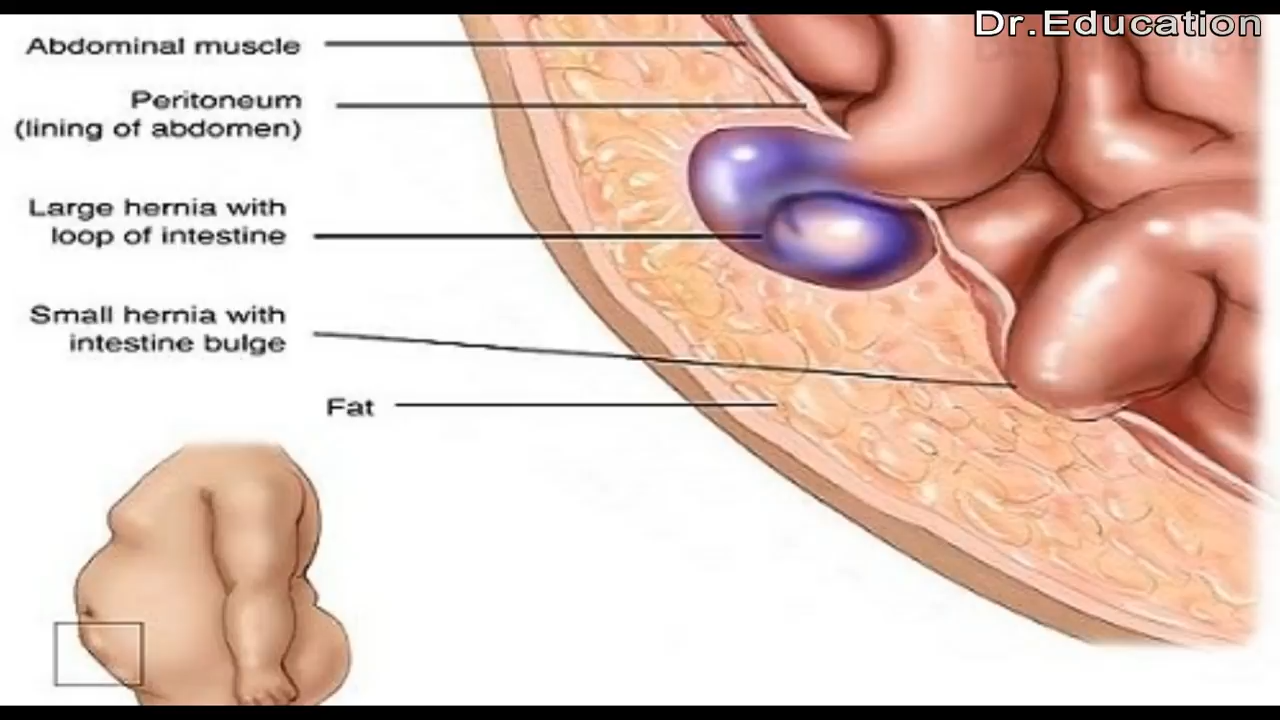 Dr.Education
Abdominal muscle
Peritoneum
(lining of abdomen)
Large hernia with
loop of intestine
Small hernia with
intestine bulge
Fat